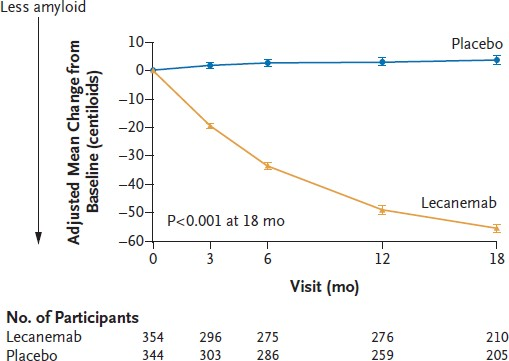 Less amyloid
Adjusted Mean Change from
Baseline (centiloids)
10
0
–10
–20
–30
–40
–50
–60
Placebo
Lecanemab
P<0.001 at 18 mo
0 3 6 12 18
Visit (mo)
No. of Participants
Lecanemab 354 296 275 276 210
Placebo 344 303 286 259 205